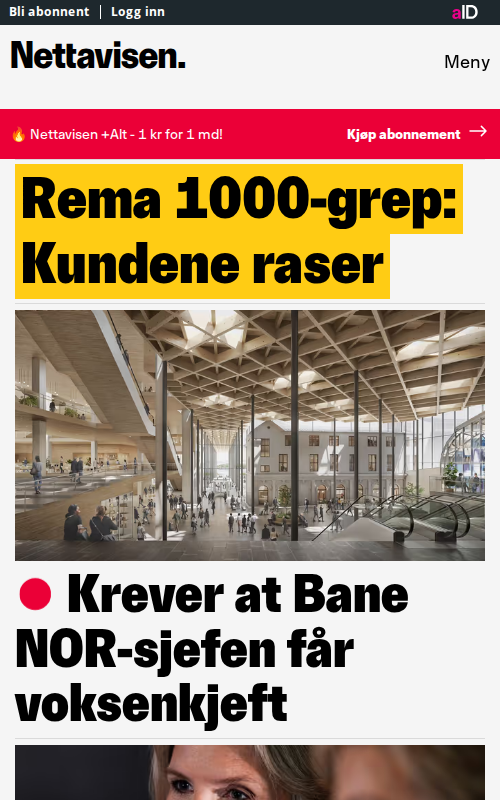 Bli abonnent | Logg inn
aID
Nettavisen.
Meny
🔥 Nettavisen +Alt - 1 kr for 1 md!
Kjøp abonnement →
Rema 1000-grep:
Kundene raser
Krever at Bane
NOR-sjefen får
voksenkjeft